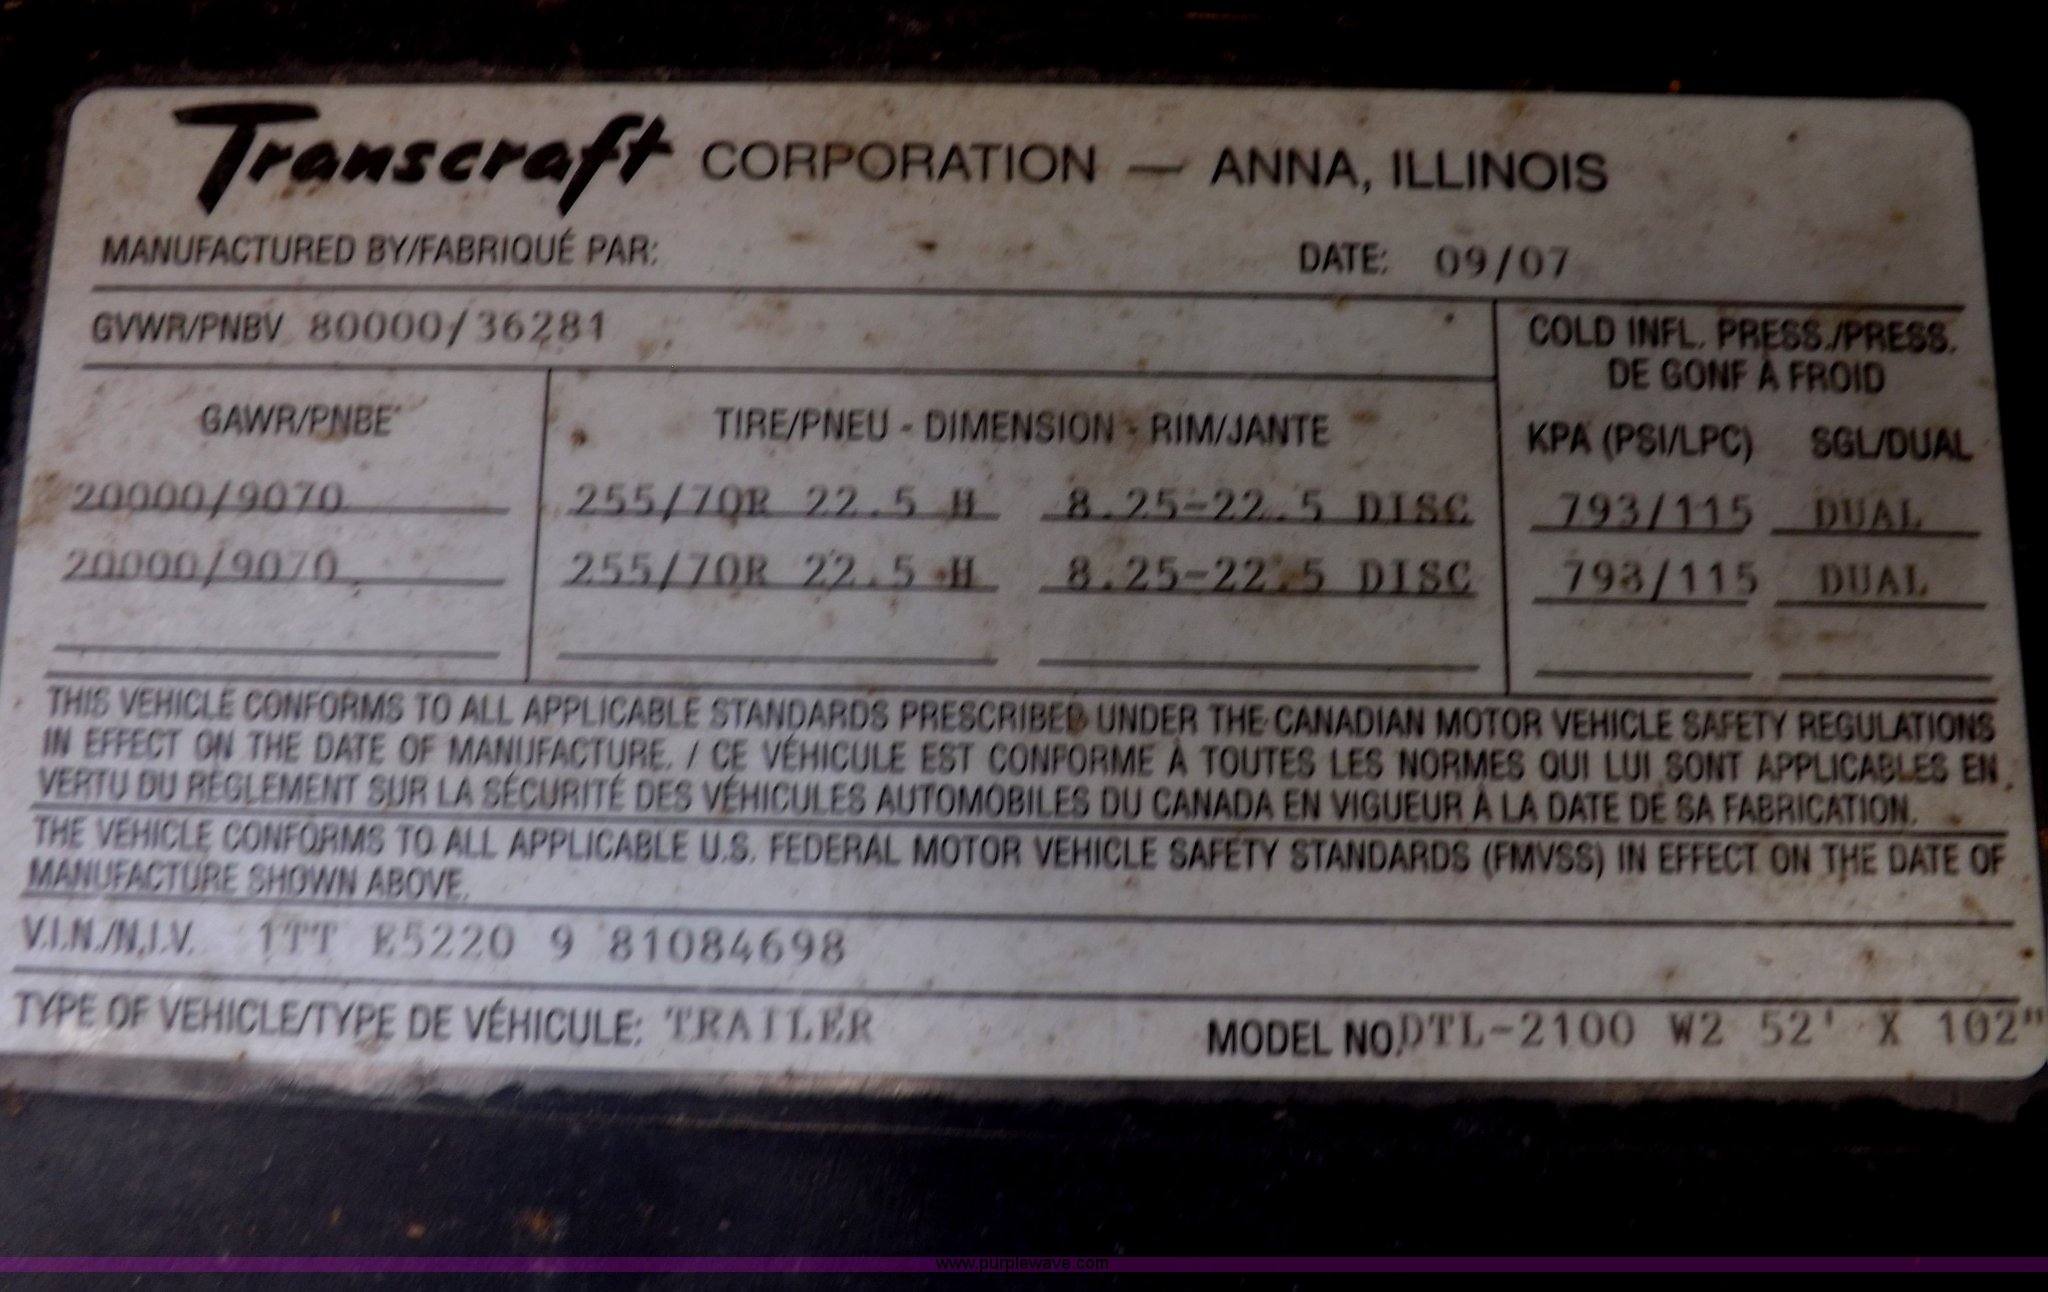 Transcraft CORPORATION — ANNA, ILLINOIS
MANUFACTURED BY/FABRIQUÉ PAR: DATE: 09/07
GVWR/PNBV 80000/36281
COLD INFL. PRESS./PRESS.
DE GONF À FROID
GAWR/PNBE TIRE/PNEU - DIMENSION - RIM/JANTE KPA (PSI/LPC) SGL/DUAL
20000/9070 255/70R 22.5 H 8.25-22.5 DISC 793/115 DUAL
20000/9070 255/70R 22.5 H 8.25-22.5 DISC 793/115 DUAL
THIS VEHICLE CONFORMS TO ALL APPLICABLE STANDARDS PRESCRIBED UNDER THE CANADIAN MOTOR VEHICLE SAFETY REGULATIONS
IN EFFECT ON THE DATE OF MANUFACTURE. / CE VÉHICULE EST CONFORME À TOUTES LES NORMES QUI LUI SONT APPLICABLES EN
VERTU DU RÈGLEMENT SUR LA SÉCURITÉ DES VÉHICULES AUTOMOBILES DU CANADA EN VIGUEUR À LA DATE DE SA FABRICATION.
THE VEHICLE CONFORMS TO ALL APPLICABLE U.S. FEDERAL MOTOR VEHICLE SAFETY STANDARDS (FMVSS) IN EFFECT ON THE DATE OF
MANUFACTURE SHOWN ABOVE.
V.I.N./N.I.V. 1TT E5220 9 81084698
TYPE OF VEHICLE/TYPE DE VÉHICULE: TRAILER MODEL NO. DTL-2100 W2 52' X 102"
www.purplewave.com